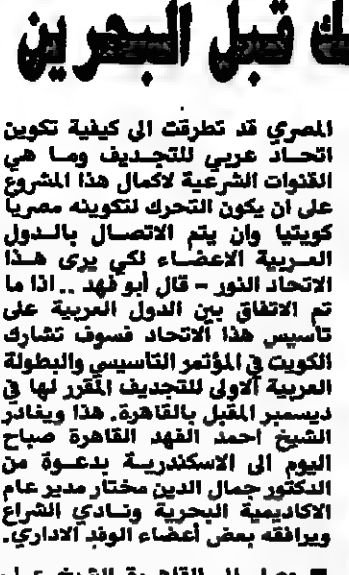 ك قبل البحرين
المصري قد تطرقت الى كيفية تكوين
اتحاد عربي للتجديف وما هي
القنوات الشرعية لاكمال هذا المشروع
على ان يكون التحرك لتكوينه مصريا
كويتيا وان يتم الاتصال بالدول
العربية الاعضاء لكي يرى هذا
الاتحاد النور - قال أبو فهد .. اذا ما
تم الاتفاق بين الدول العربية على
تأسيس هذا الاتحاد فسوف تشارك
الكويت في المؤتمر التأسيسي والبطولة
العربية الاولى للتجديف المقرر لها في
ديسمبر المقبل بالقاهرة. هذا ويغادر
الشيخ احمد الفهد القاهرة صباح
اليوم الى الاسكندرية بدعوة من
الدكتور جمال الدين مختار مدير عام
الاكاديمية البحرية ونادي الشراع
ويرافقه بعض أعضاء الوفد الاداري.